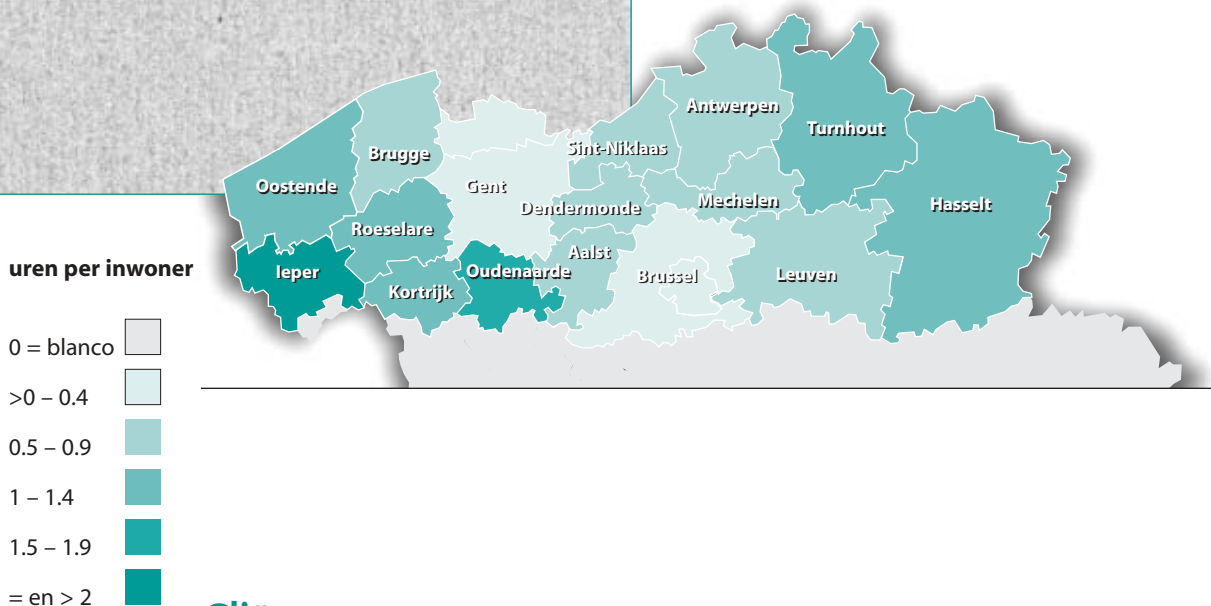 Antwerpen
Turnhout
Sint-Niklaas
Brugge
Oostende
Gent
Mechelen
Hasselt
Dendermonde
Roeselare
Aalst
Ieper
Oudenaarde
Brussel
Leuven
Kortrijk
uren per inwoner
0 = blanco
>0 – 0.4
0.5 – 0.9
1 – 1.4
1.5 – 1.9
= en > 2